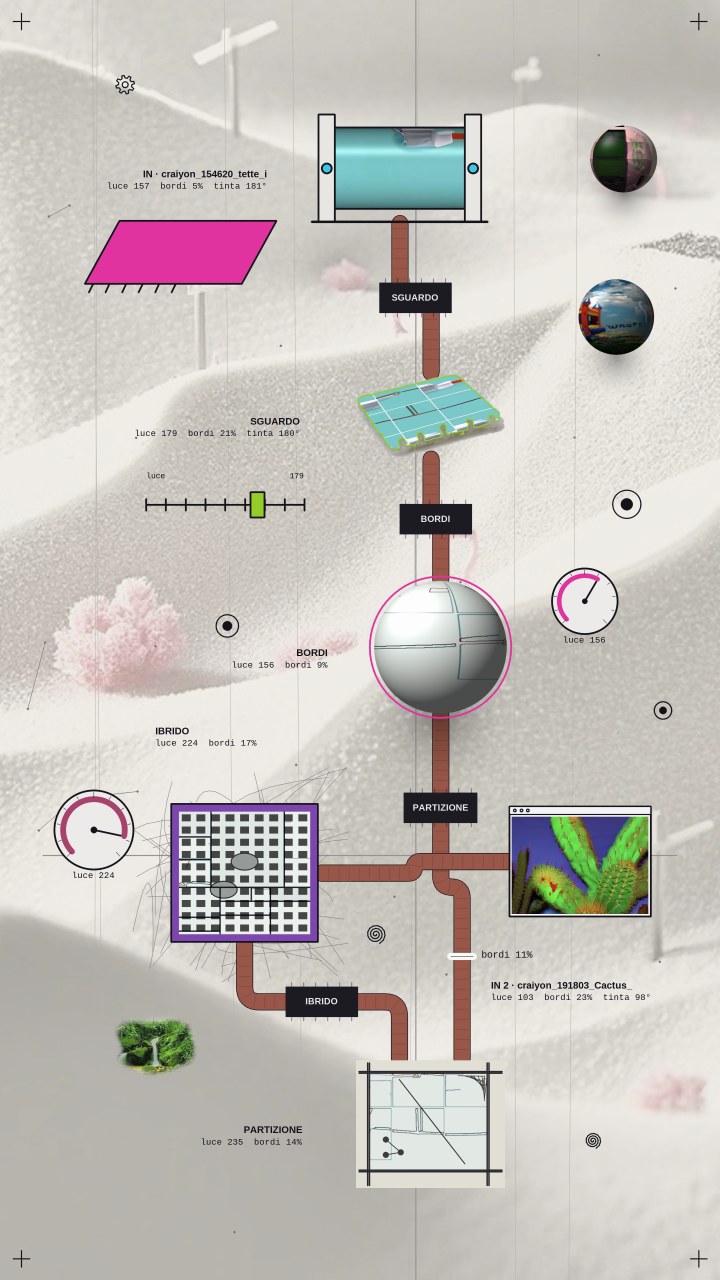 IN · craiyon_154620_tette_i
luce 157  bordi 5%  tinta 181°
SGUARDO
SGUARDO
luce 179  bordi 21%  tinta 180°
luce 179
BORDI
luce 156
BORDI
luce 156  bordi 9%
IBRIDO
luce 224  bordi 17%
PARTIZIONE
luce 224
bordi 11%
IN 2 · craiyon_191803_Cactus_
luce 103  bordi 23%  tinta 98°
IBRIDO
PARTIZIONE
luce 235  bordi 14%